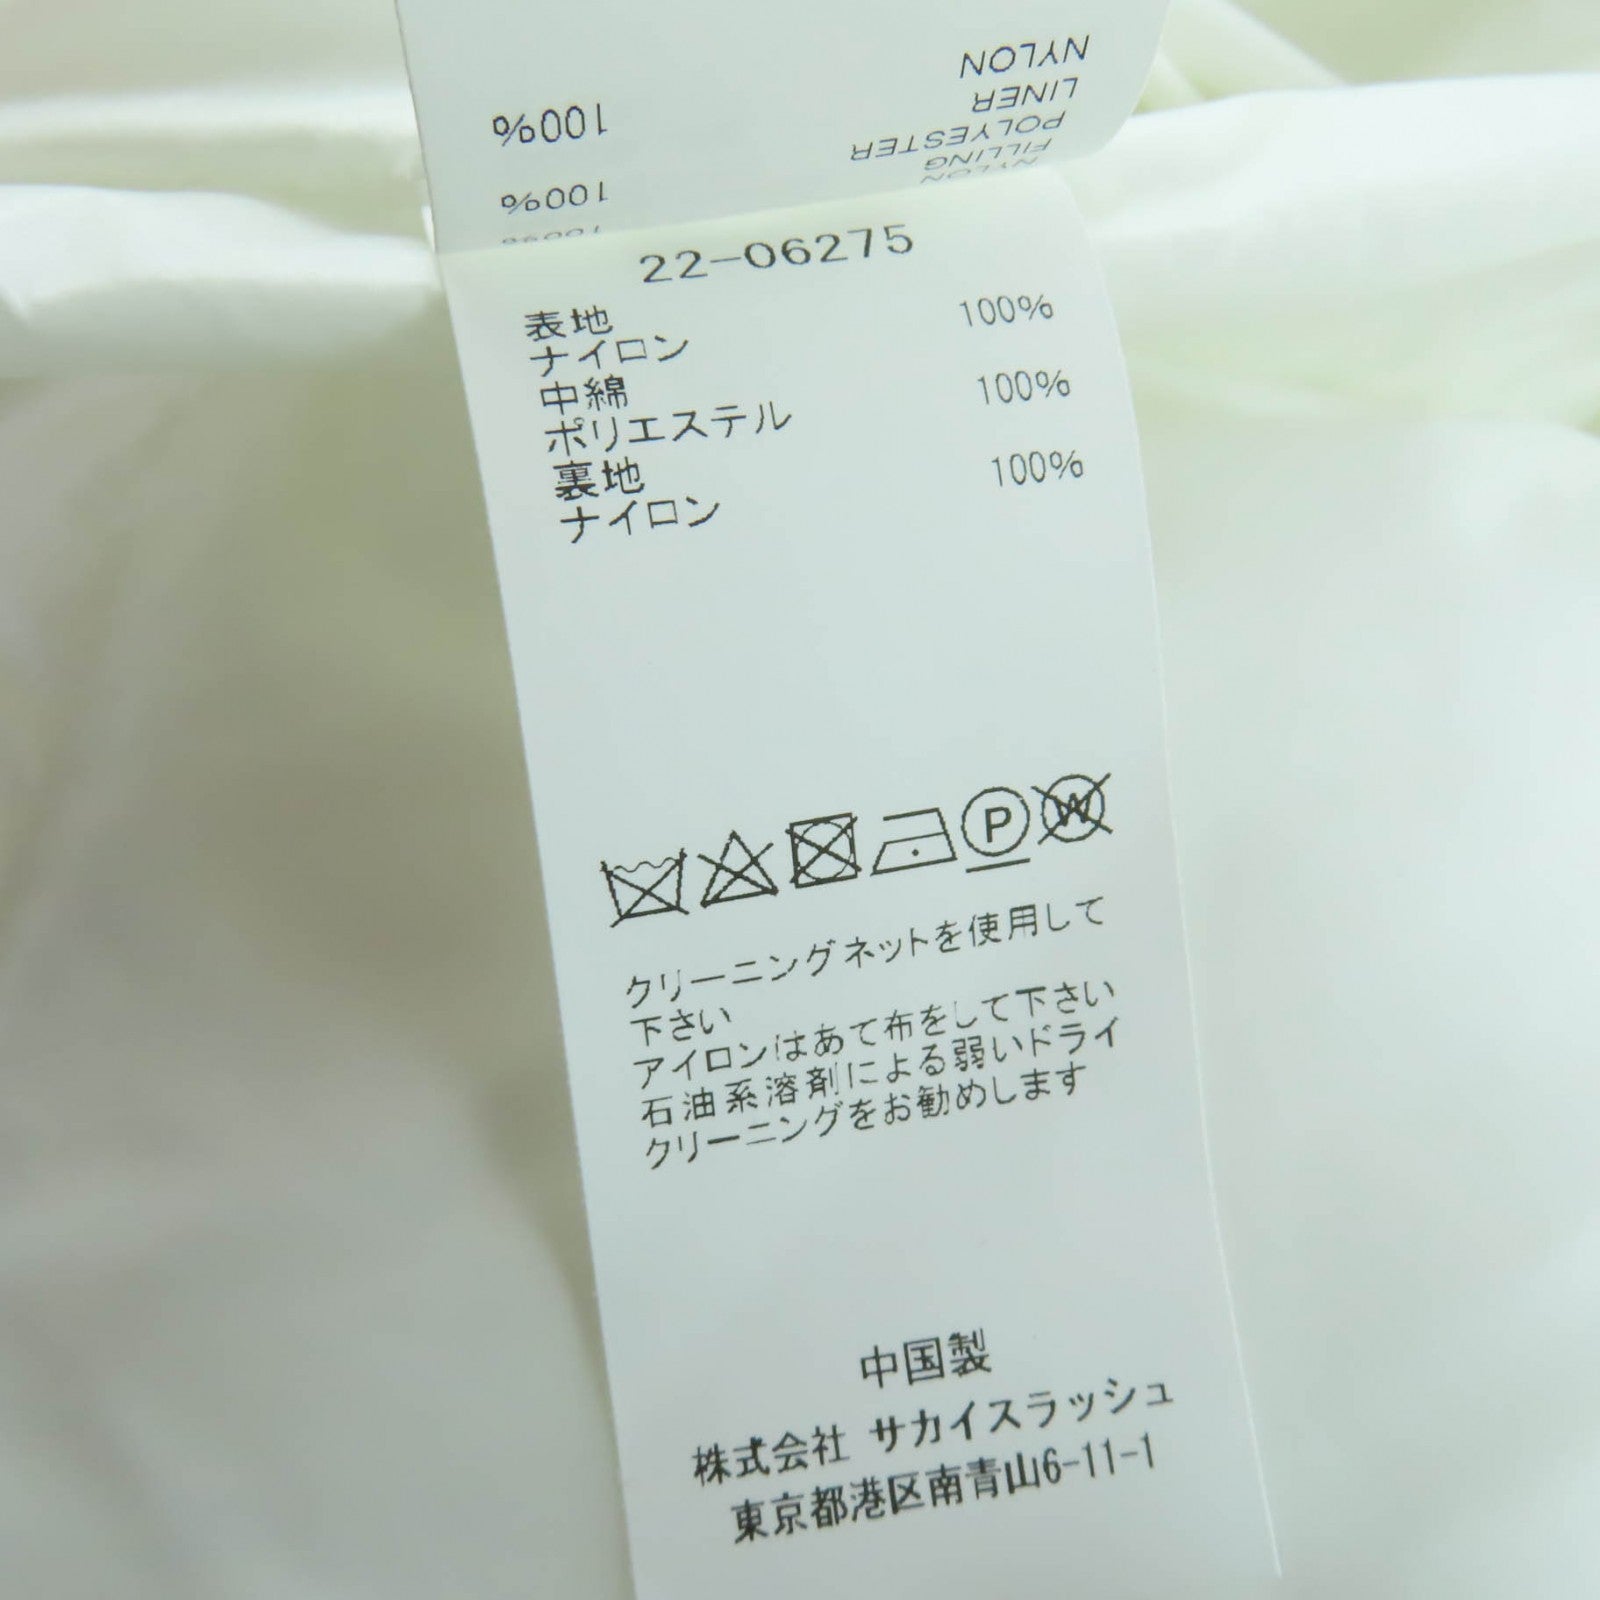 NYLON
LINER 100%
POLYESTER
FILLING 100%
NYLON 100%
22-06275
表地
ナイロン 100%
中綿
ポリエステル 100%
裏地
ナイロン 100%
P W
クリーニングネットを使用して
下さい
アイロンはあて布をして下さい
石油系溶剤による弱いドライ
クリーニングをお勧めします
中国製
株式会社 サカイスラッシュ
東京都港区南青山6-11-1